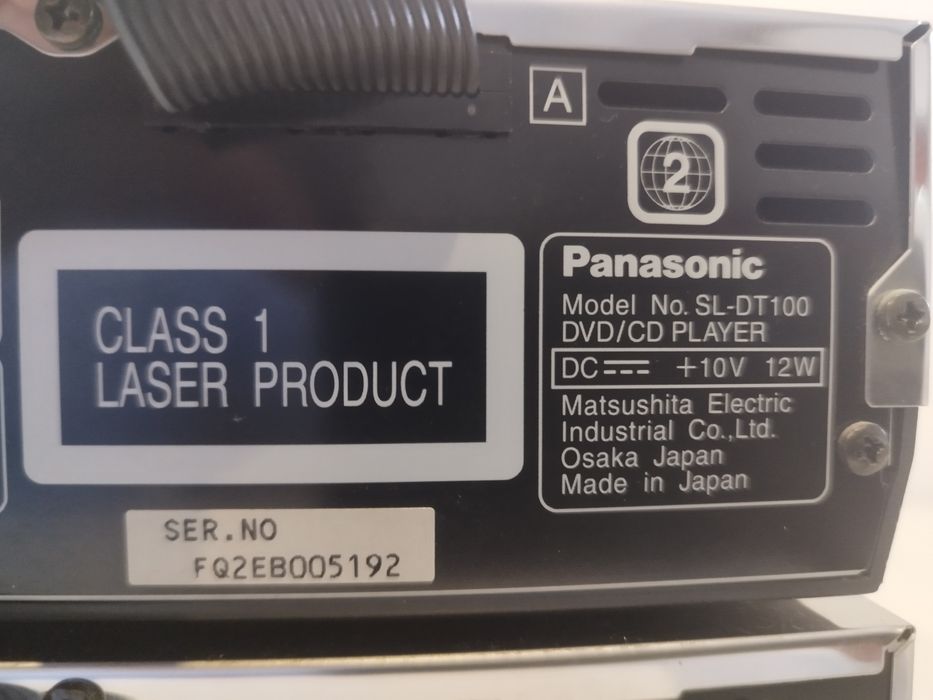 A
2
CLASS 1
LASER PRODUCT
Panasonic
Model No. SL-DT100
DVD/CD PLAYER
DC ⎓ +10V 12W
Matsushita Electric
Industrial Co.,Ltd.
Osaka Japan
Made in Japan
SER.NO
FQ2EB005192